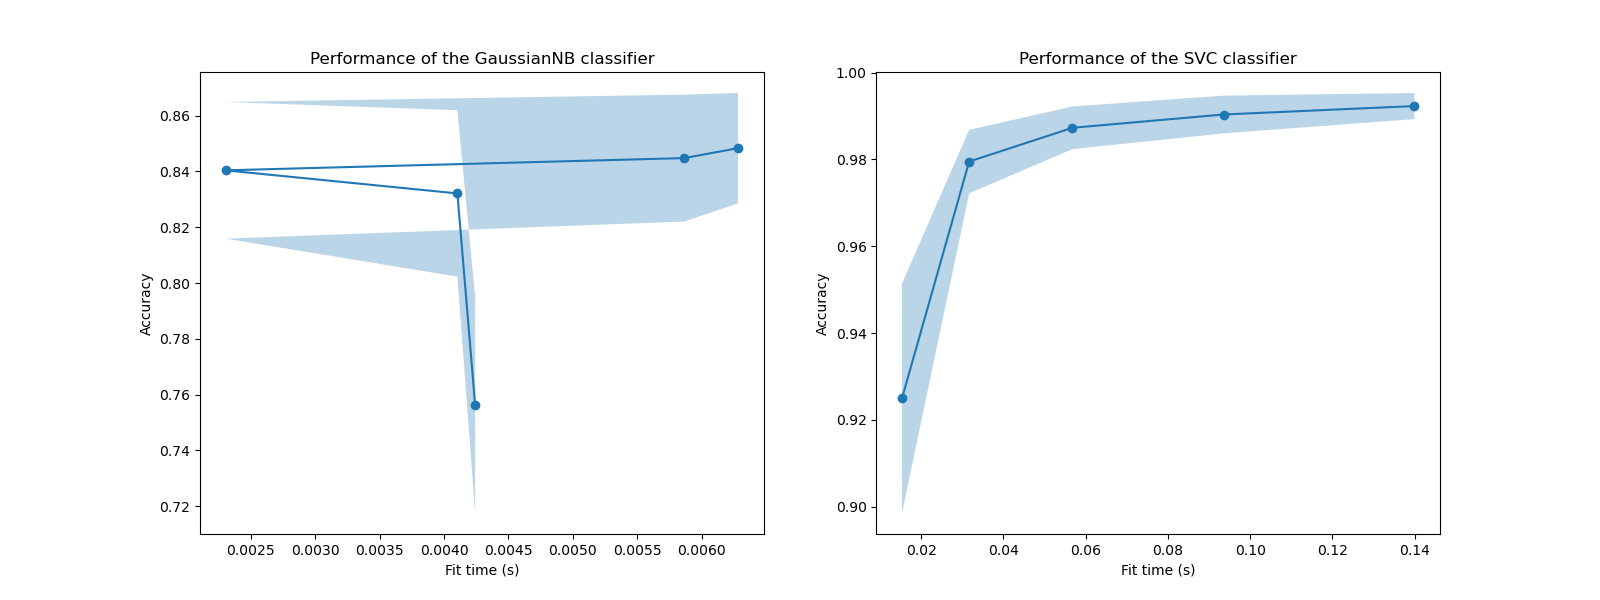 Performance of the GaussianNB classifier
0.86
0.84
0.82
0.80
0.78
0.76
0.74
0.72
Accuracy
0.0025 0.0030 0.0035 0.0040 0.0045 0.0050 0.0055 0.0060
Fit time (s)
Performance of the SVC classifier
1.00
0.98
0.96
0.94
0.92
0.90
Accuracy
0.02 0.04 0.06 0.08 0.10 0.12 0.14
Fit time (s)